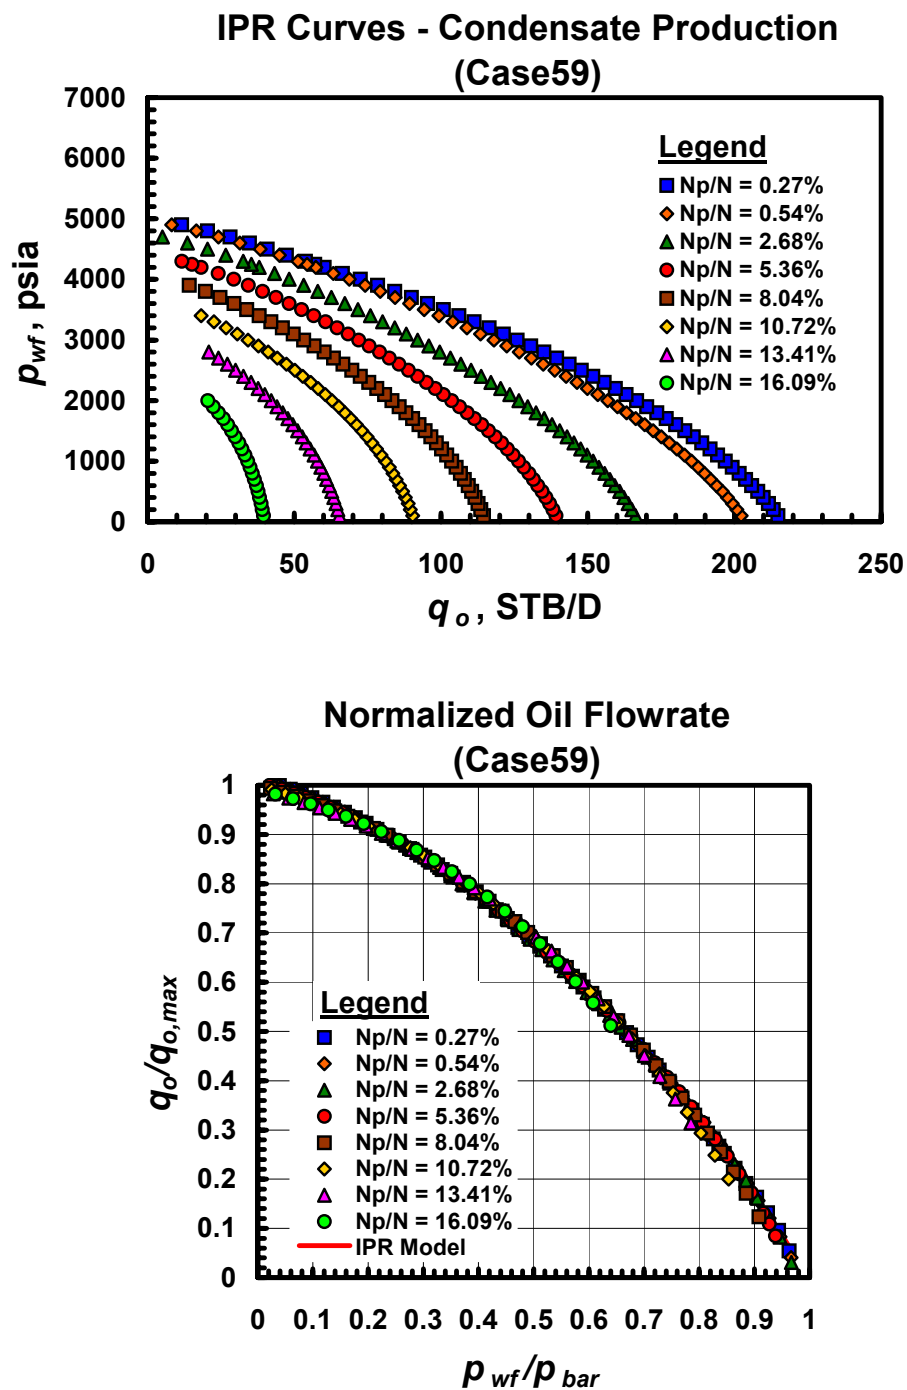 IPR Curves - Condensate Production
(Case59)
7000
6000
5000
4000
3000
2000
1000
0
p wf , psia
Legend
Np/N = 0.27%
Np/N = 0.54%
Np/N = 2.68%
Np/N = 5.36%
Np/N = 8.04%
Np/N = 10.72%
Np/N = 13.41%
Np/N = 16.09%
0 50 100 150 200 250
q o , STB/D
Normalized Oil Flowrate
(Case59)
1
0.9
0.8
0.7
0.6
0.5
0.4
0.3
0.2
0.1
0
q o /q o,max
Legend
Np/N = 0.27%
Np/N = 0.54%
Np/N = 2.68%
Np/N = 5.36%
Np/N = 8.04%
Np/N = 10.72%
Np/N = 13.41%
Np/N = 16.09%
IPR Model
0 0.1 0.2 0.3 0.4 0.5 0.6 0.7 0.8 0.9 1
p wf /p bar